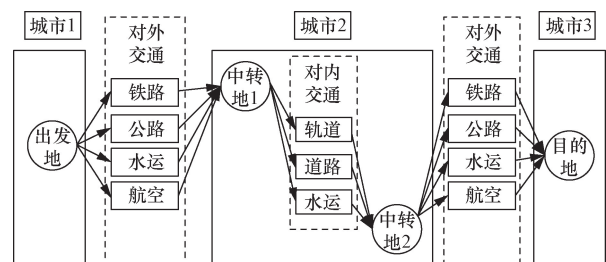 城市1
对外
交通
城市2
对外
交通
城市3
铁路
公路
水运
航空
出发
地
中转
地1
对内
交通
轨道
道路
水运
中转
地2
铁路
公路
水运
航空
目的
地